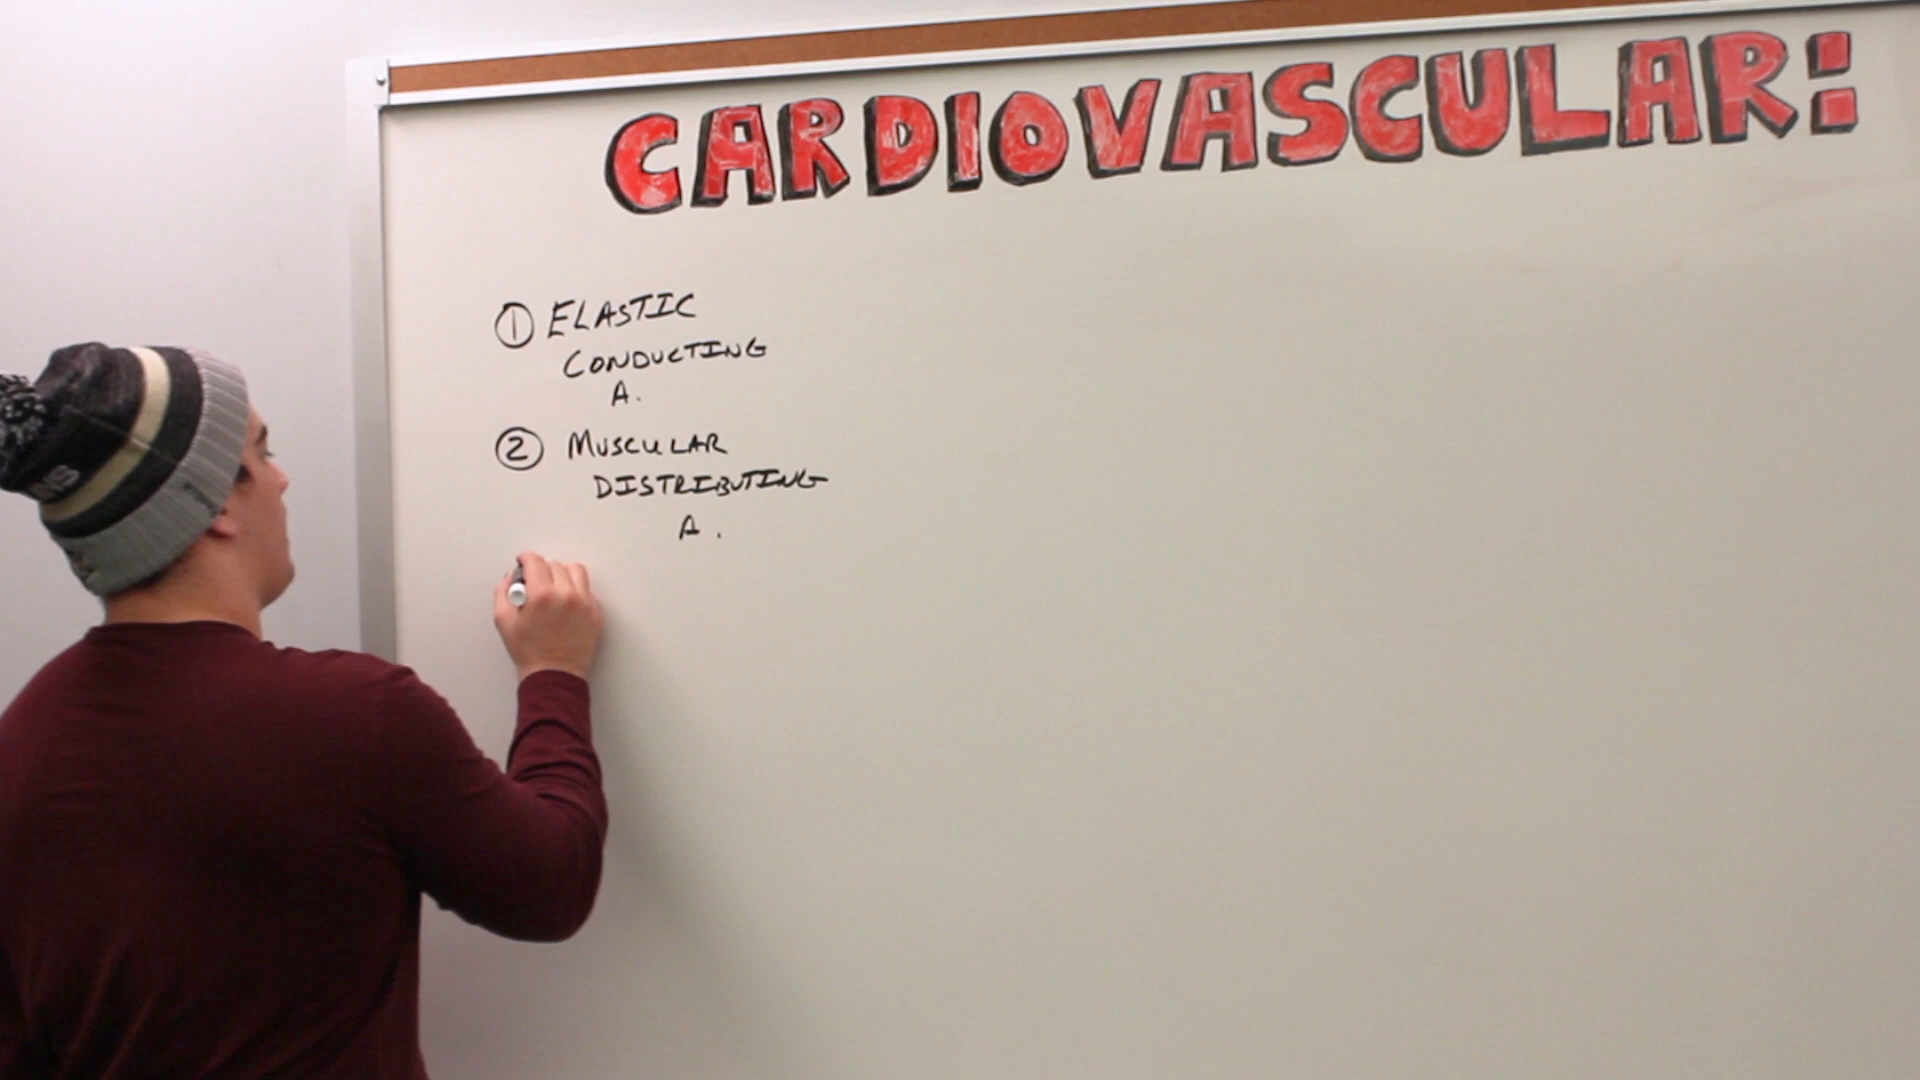 CARDIOVASCULAR:
① ELASTIC
CONDUCTING
A.
② MUSCULAR
DISTRIBUTING
A.